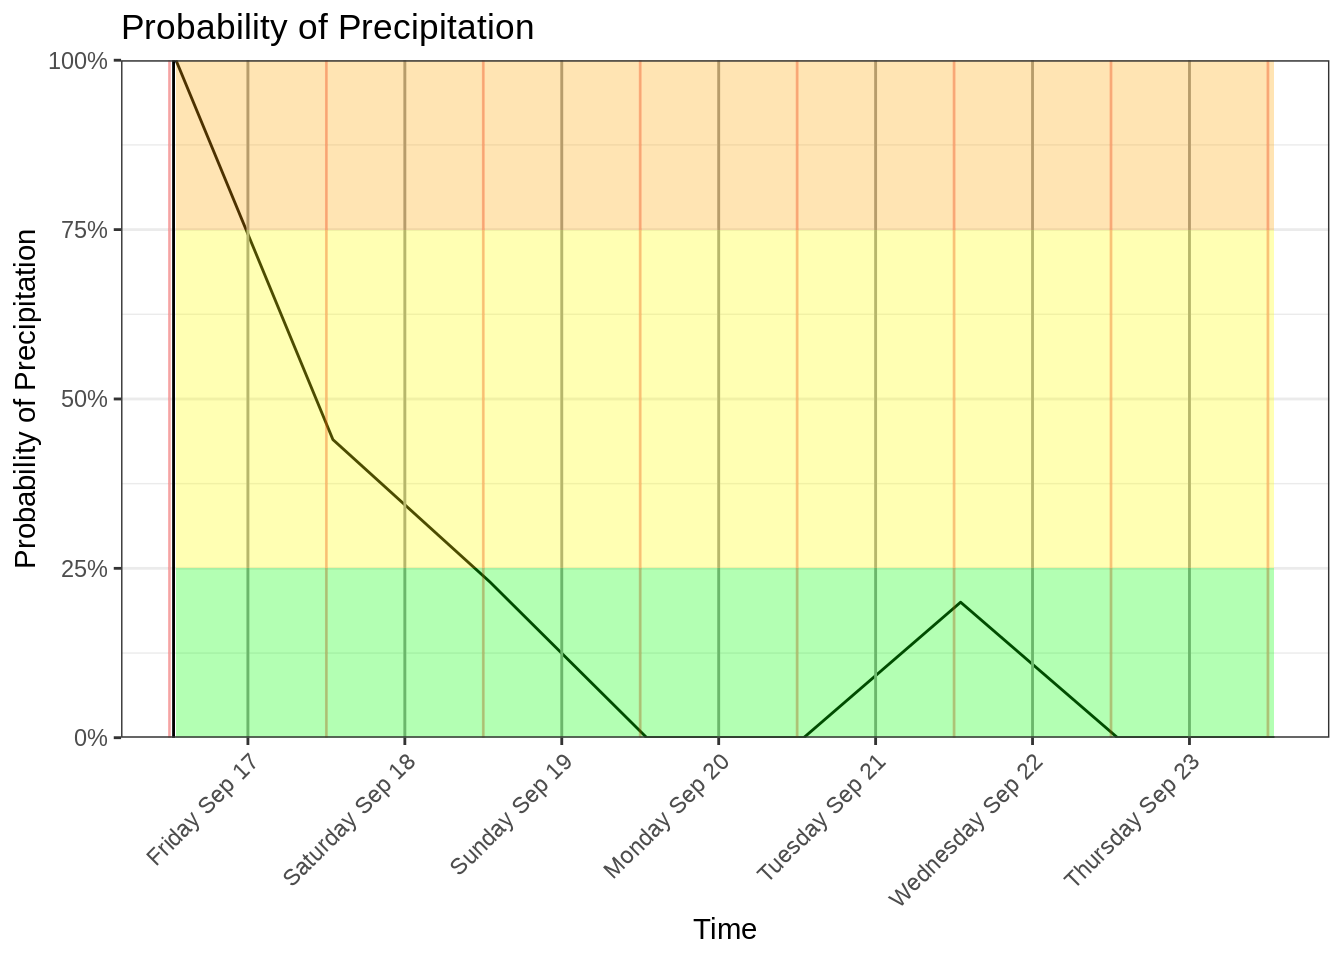 Probability of Precipitation
Probability of Precipitation
100%
75%
50%
25%
0%
Friday Sep 17
Saturday Sep 18
Sunday Sep 19
Monday Sep 20
Tuesday Sep 21
Wednesday Sep 22
Thursday Sep 23
Time